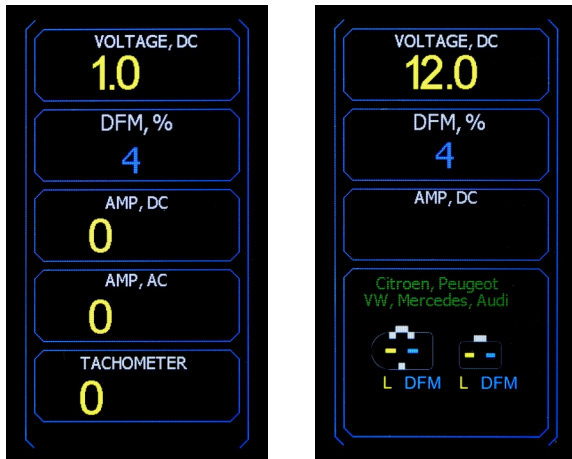 VOLTAGE, DC
1.0
DFM, %
4
AMP, DC
0
AMP, AC
0
TACHOMETER
0
VOLTAGE, DC
12.0
DFM, %
4
AMP, DC
Citroen, Peugeot
VW, Mercedes, Audi
L DFM L DFM